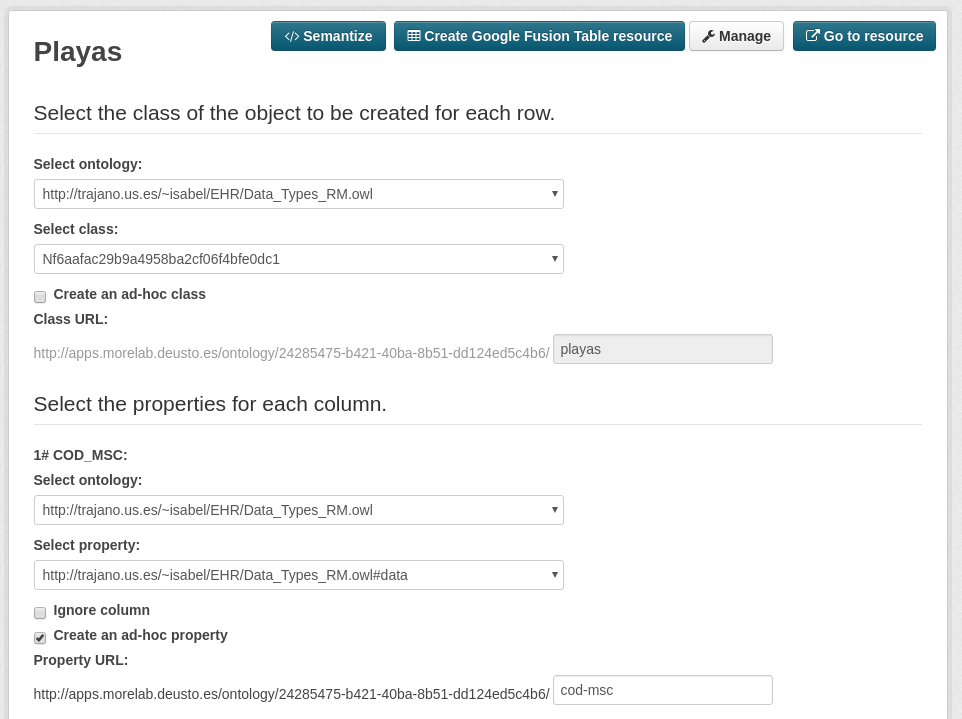 Playas
Semantize
Create Google Fusion Table resource
Manage
Go to resource
Select the class of the object to be created for each row.
Select ontology:
http://trajano.us.es/~isabel/EHR/Data_Types_RM.owl
Select class:
Nf6aafac29b9a4958ba2cf06f4bfe0dc1
Create an ad-hoc class
Class URL:
http://apps.morelab.deusto.es/ontology/24285475-b421-40ba-8b51-dd124ed5c4b6/ playas
Select the properties for each column.
1# COD_MSC:
Select ontology:
http://trajano.us.es/~isabel/EHR/Data_Types_RM.owl
Select property:
http://trajano.us.es/~isabel/EHR/Data_Types_RM.owl#data
Ignore column
Create an ad-hoc property
Property URL:
http://apps.morelab.deusto.es/ontology/24285475-b421-40ba-8b51-dd124ed5c4b6/ cod-msc